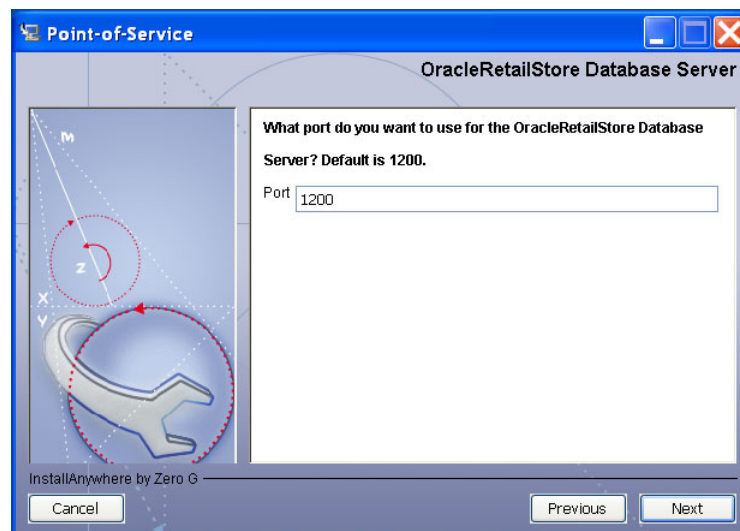 Point-of-Service
OracleRetailStore Database Server
What port do you want to use for the OracleRetailStore Database
Server? Default is 1200.
Port 1200
M
Z
X
Y
InstallAnywhere by Zero G
Cancel Previous Next